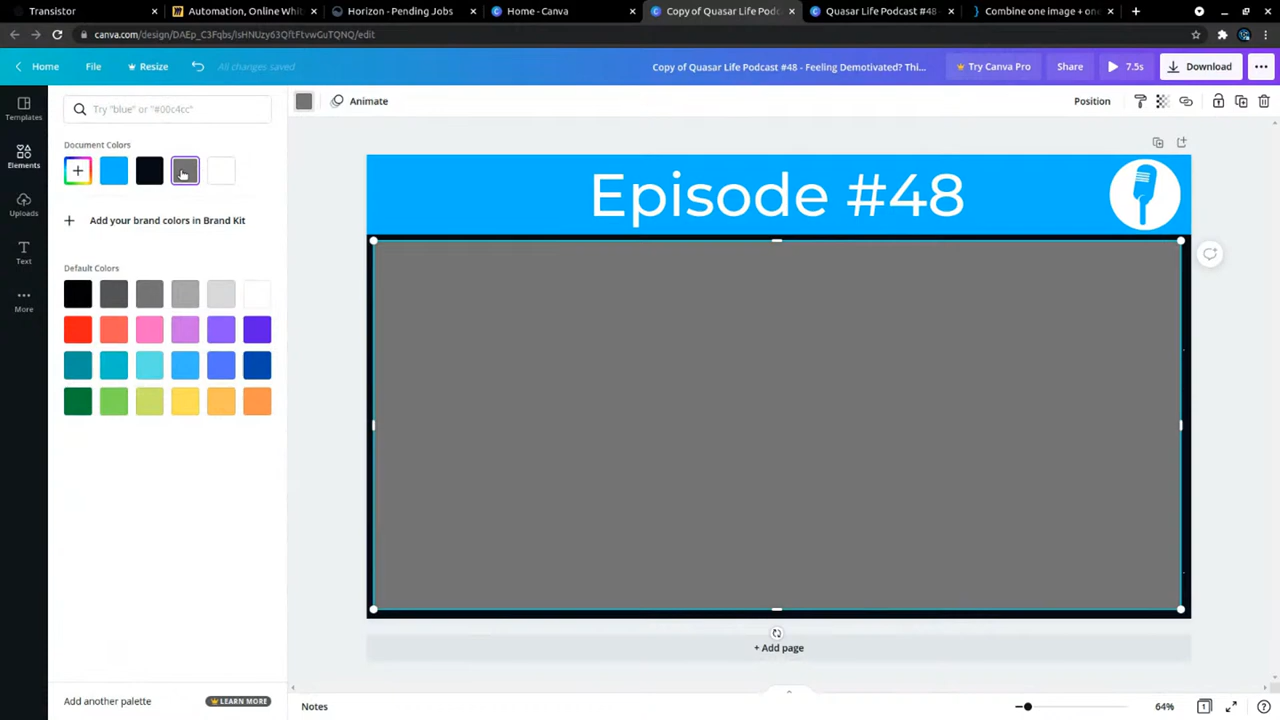 Transistor
Automation, Online Whit
Horizon - Pending Jobs
Home - Canva
Copy of Quasar Life Podc
Quasar Life Podcast #48 -
Combine one image + on
canva.com/design/DAEp_C3Fqbs/IsHNUzy63QftFtvwGuTQNQ/edit
Home
File
Resize
All changes saved
Copy of Quasar Life Podcast #48 - Feeling Demotivated? Thi...
Try Canva Pro
Share
7.5s
Download
Templates
Elements
Uploads
Text
More
Try "blue" or "#00c4cc"
Animate
Position
Document Colors
Add your brand colors in Brand Kit
Default Colors
Episode #48
+ Add page
Add another palette
LEARN MORE
Notes
64%
1